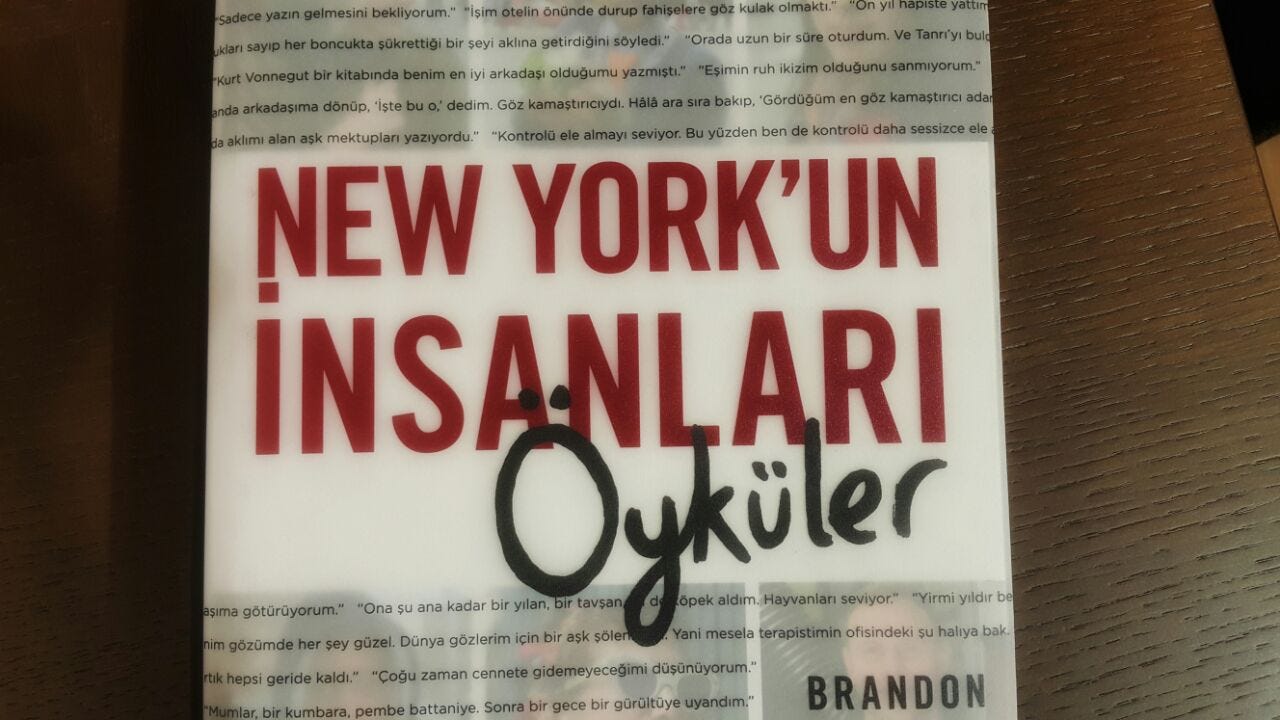 "Sadece yazın gelmesini bekliyorum." "İşim otelin önünde durup fahişelere göz kulak olmaktı." "On yıl hapiste yattım
ukları sayıp her boncukta şükrettiği bir şeyi aklına getirdiğini söyledi." "Orada uzun bir süre oturdum. Ve Tanrı'yı buld
"Kurt Vonnegut bir kitabında benim en iyi arkadaşı olduğumu yazmıştı." "Eşimin ruh ikizim olduğunu sanmıyorum."
anda arkadaşıma dönüp, 'İşte bu o,' dedim. Göz kamaştırıcıydı. Hâlâ ara sıra bakıp, 'Gördüğüm en göz kamaştırıcı adam
da aklımı alan aşk mektupları yazıyordu." "Kontrolü ele almayı seviyor. Bu yüzden ben de kontrolü daha sessizce ele a
NEW YORK'UN
İNSANLARI
Öyküler
aşıma götürüyorum." "Ona şu ana kadar bir yılan, bir tavşan, de köpek aldım. Hayvanları seviyor." "Yirmi yıldır be
nim gözümde her şey güzel. Dünya gözlerim için bir aşk Yani mesela terapistimin ofisindeki şu halıya bak.
rtık hepsi geride kaldı." "Çoğu zaman cennete gidemeyeceğimi düşünüyorum."
"Mumlar, bir kumbara, pembe battaniye. Sonra bir gece bir gürültüye uyandım."
BRANDON